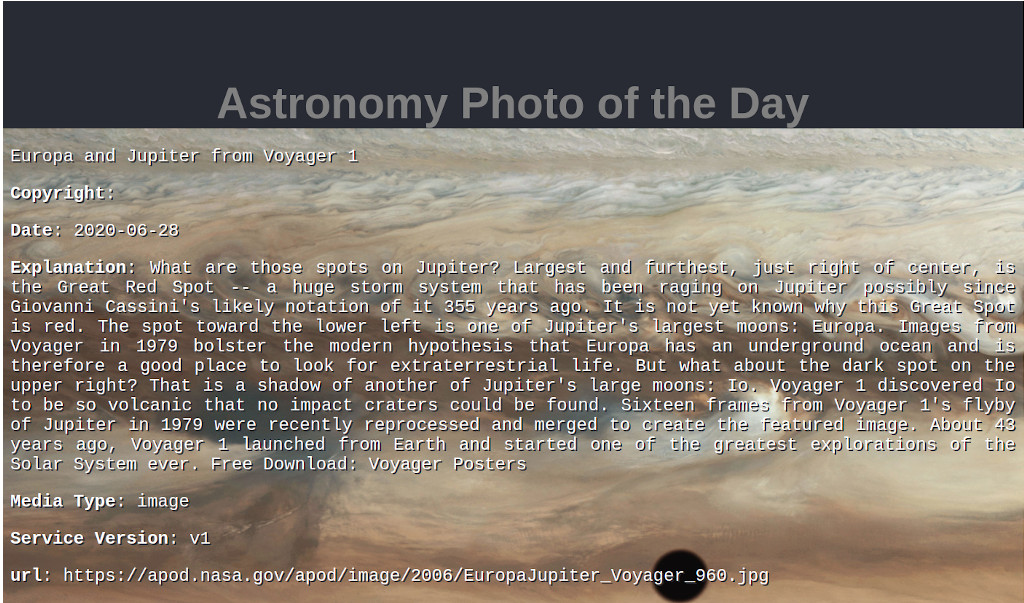 Astronomy Photo of the Day
Europa and Jupiter from Voyager 1
Copyright:
Date: 2020-06-28
Explanation: What are those spots on Jupiter? Largest and furthest, just right of center, is
the Great Red Spot -- a huge storm system that has been raging on Jupiter possibly since
Giovanni Cassini's likely notation of it 355 years ago. It is not yet known why this Great Spot
is red. The spot toward the lower left is one of Jupiter's largest moons: Europa. Images from
Voyager in 1979 bolster the modern hypothesis that Europa has an underground ocean and is
therefore a good place to look for extraterrestrial life. But what about the dark spot on the
upper right? That is a shadow of another of Jupiter's large moons: Io. Voyager 1 discovered Io
to be so volcanic that no impact craters could be found. Sixteen frames from Voyager 1's flyby
of Jupiter in 1979 were recently reprocessed and merged to create the featured image. About 43
years ago, Voyager 1 launched from Earth and started one of the greatest explorations of the
Solar System ever. Free Download: Voyager Posters
Media Type: image
Service Version: v1
url: https://apod.nasa.gov/apod/image/2006/EuropaJupiter_Voyager_960.jpg